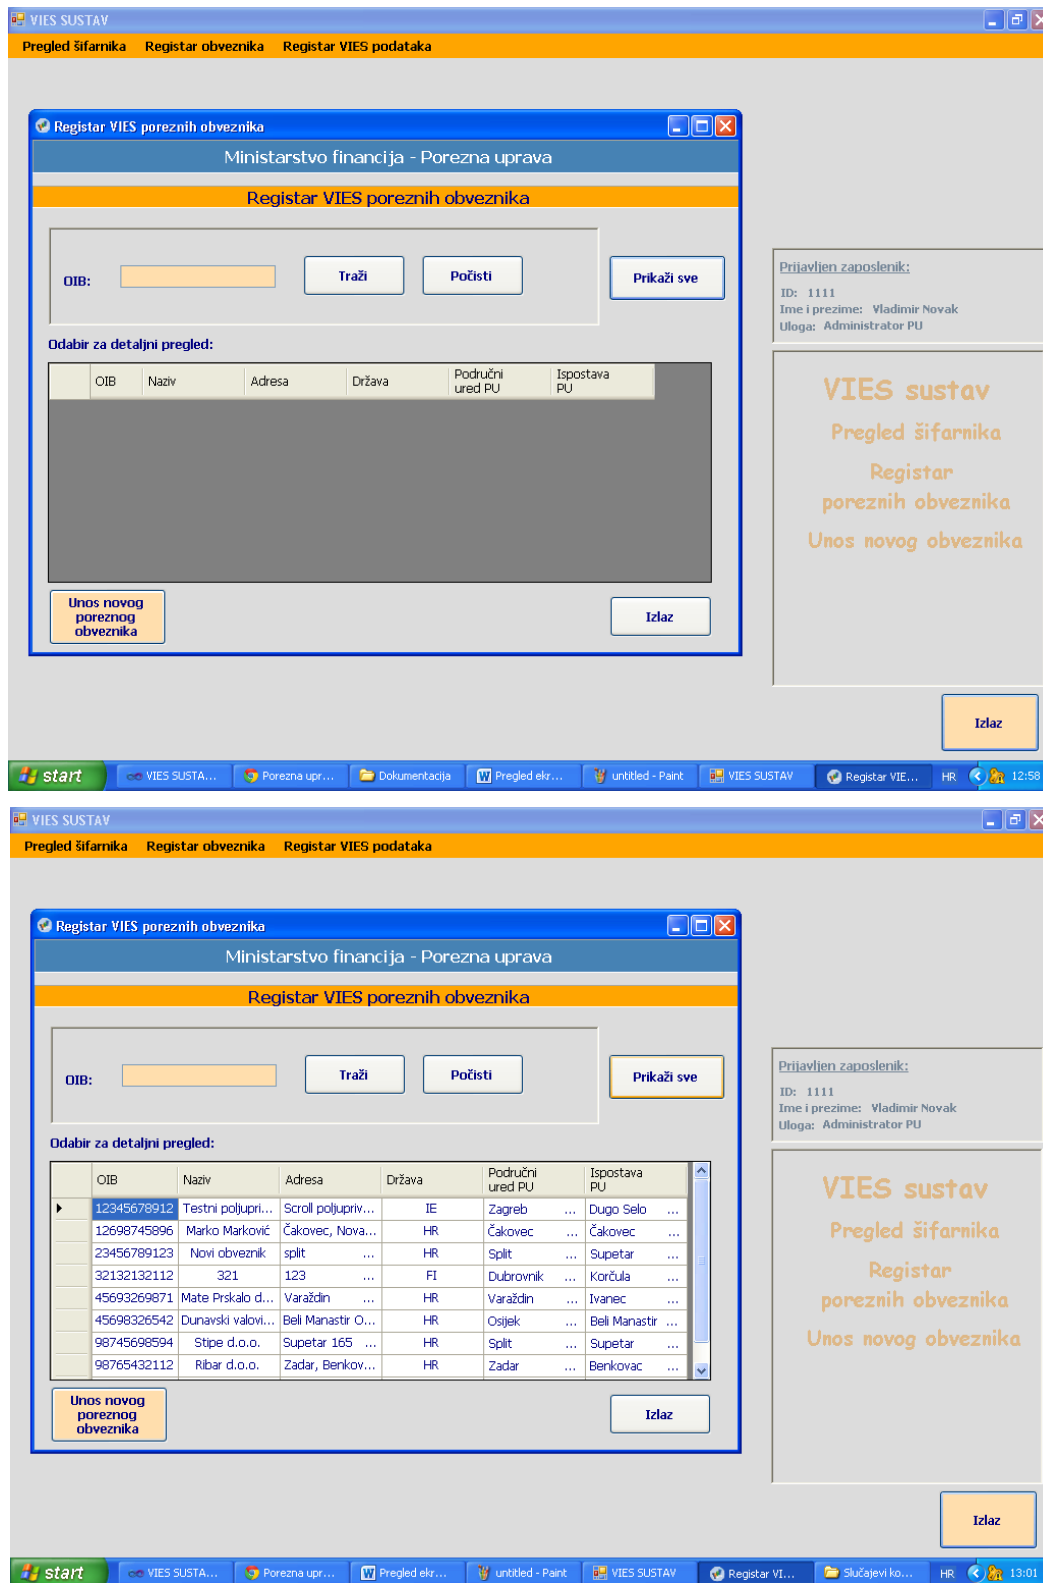 VIES SUSTAV
Pregled šifarnika Registar obveznika Registar VIES podataka
Registar VIES poreznih obveznika
Ministarstvo financija - Porezna uprava
Registar VIES poreznih obveznika
OIB: Traži Počisti Prikaži sve
Odabir za detaljni pregled:
OIB Naziv Adresa Država Područni ured PU Ispostava PU
Unos novog
poreznog
obveznika
Izlaz
Prijavljen zaposlenik:
ID: 1111
Ime i prezime: Vladimir Novak
Uloga: Administrator PU
VIES sustav
Pregled šifarnika
Registar
poreznih obveznika
Unos novog obveznika
Izlaz
start VIES SUSTA... Porezna upr... Dokumentacija Pregled ekr... untitled - Paint VIES SUSTAV Registar VIE... HR 12:58
VIES SUSTAV
Pregled šifarnika Registar obveznika Registar VIES podataka
Registar VIES poreznih obveznika
Ministarstvo financija - Porezna uprava
Registar VIES poreznih obveznika
OIB: Traži Počisti Prikaži sve
Odabir za detaljni pregled:
OIB Naziv Adresa Država Područni ured PU Ispostava PU
12345678912 Testni poljupri... Scroll poljupriv... IE Zagreb ... Dugo Selo ...
12698745896 Marko Marković Čakovec, Nova... HR Čakovec ... Čakovec ...
23456789123 Novi obveznik split ... HR Split ... Supetar ...
32132132112 321 123 ... FI Dubrovnik ... Korčula ...
45693269871 Mate Prskalo d... Varaždin ... HR Varaždin ... Ivanec ...
45698326542 Dunavski valovi... Beli Manastir O... HR Osijek ... Beli Manastir ...
98745698594 Stipe d.o.o. Supetar 165 ... HR Split ... Supetar ...
98765432112 Ribar d.o.o. Zadar, Benkov... HR Zadar ... Benkovac ...
Unos novog
poreznog
obveznika
Izlaz
Prijavljen zaposlenik:
ID: 1111
Ime i prezime: Vladimir Novak
Uloga: Administrator PU
VIES sustav
Pregled šifarnika
Registar
poreznih obveznika
Unos novog obveznika
Izlaz
start VIES SUSTA... Porezna upr... Pregled ekr... untitled - Paint VIES SUSTAV Registar VI... Slučajevi ko... HR 13:01